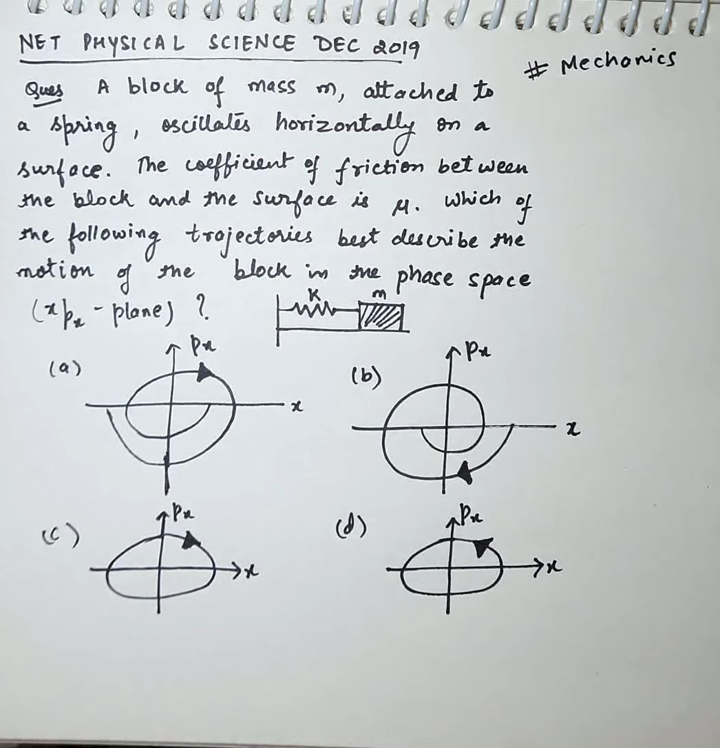 NET PHYSICAL SCIENCE DEC 2019
# Mechanics
Ques A block of mass m, attached to
a spring, oscillates horizontally on a
surface. The coefficient of friction between
the block and the surface is μ. Which of
the following trajectories best describe the
motion of the block in the phase space
(xpx - plane) ?
K m
(a) px x
(b) px x
(c) px x
(d) px x